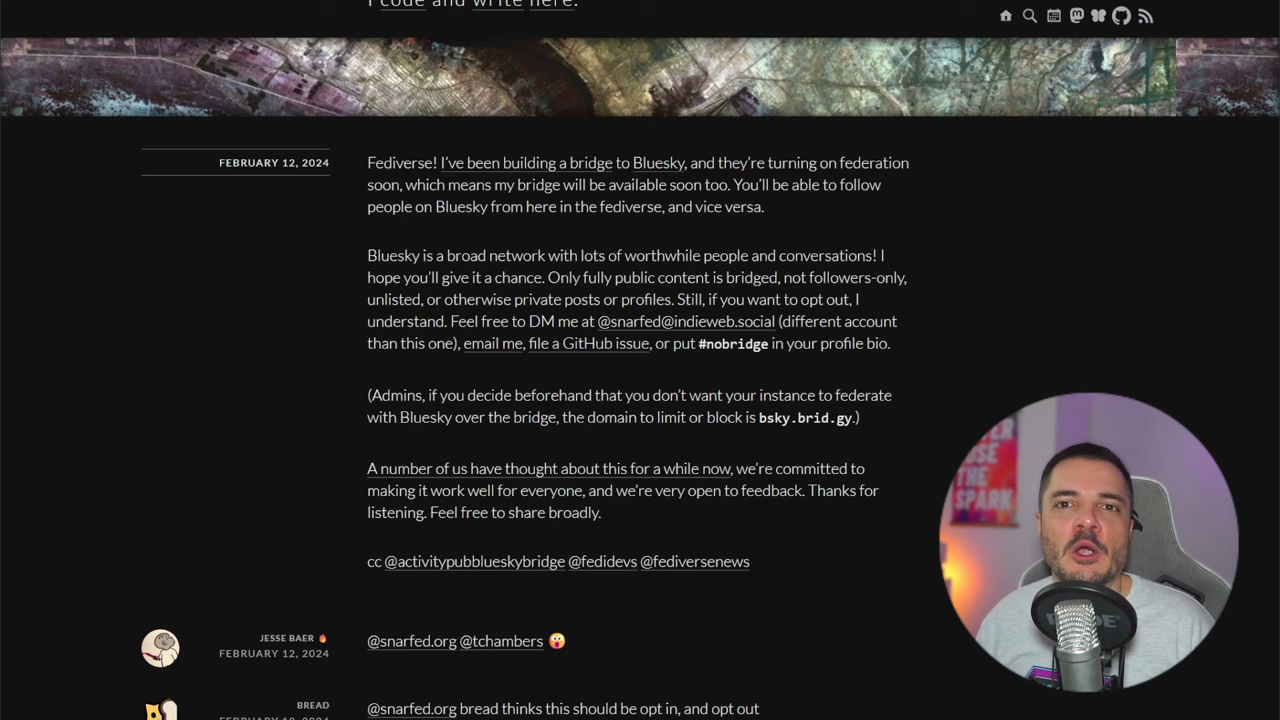 I code and write here.
FEBRUARY 12, 2024
Fediverse! I've been building a bridge to Bluesky, and they're turning on federation
soon, which means my bridge will be available soon too. You'll be able to follow
people on Bluesky from here in the fediverse, and vice versa.
Bluesky is a broad network with lots of worthwhile people and conversations! I
hope you'll give it a chance. Only fully public content is bridged, not followers-only,
unlisted, or otherwise private posts or profiles. Still, if you want to opt out, I
understand. Feel free to DM me at @snarfed@indieweb.social (different account
than this one), email me, file a GitHub issue, or put #nobridge in your profile bio.
(Admins, if you decide beforehand that you don't want your instance to federate
with Bluesky over the bridge, the domain to limit or block is bsky.brid.gy.)
A number of us have thought about this for a while now, we're committed to
making it work well for everyone, and we're very open to feedback. Thanks for
listening. Feel free to share broadly.
cc @activitypubblueskybridge @fedidevs @fediversenews
JESSE BAER 🔥
FEBRUARY 12, 2024
@snarfed.org @tchambers 😲
BREAD
FEBRUARY 12, 2024
@snarfed.org bread thinks this should be opt in, and opt out
USE
THE
SPARK